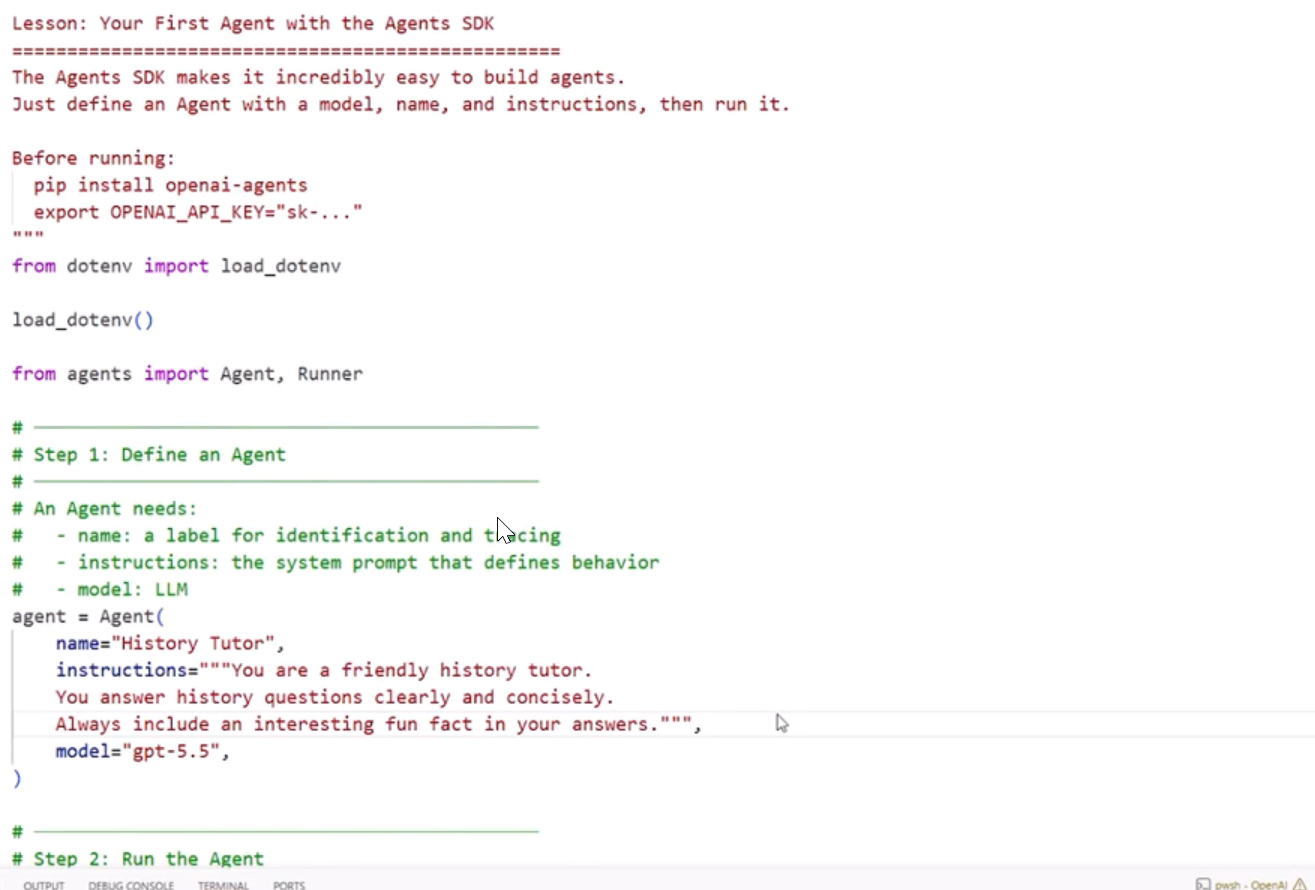 Lesson: Your First Agent with the Agents SDK
==================================================
The Agents SDK makes it incredibly easy to build agents.
Just define an Agent with a model, name, and instructions, then run it.
Before running:
  pip install openai-agents
  export OPENAI_API_KEY="sk-..."
"""
from dotenv import load_dotenv
load_dotenv()
from agents import Agent, Runner
# ──────────────────────────────────────────────
# Step 1: Define an Agent
# ──────────────────────────────────────────────
# An Agent needs:
#   - name: a label for identification and tracing
#   - instructions: the system prompt that defines behavior
#   - model: LLM
agent = Agent(
    name="History Tutor",
    instructions="""You are a friendly history tutor.
    You answer history questions clearly and concisely.
    Always include an interesting fun fact in your answers.""",
    model="gpt-5.5",
)
# ──────────────────────────────────────────────
# Step 2: Run the Agent
OUTPUT DEBUG CONSOLE TERMINAL PORTS pwsh - OpenAI